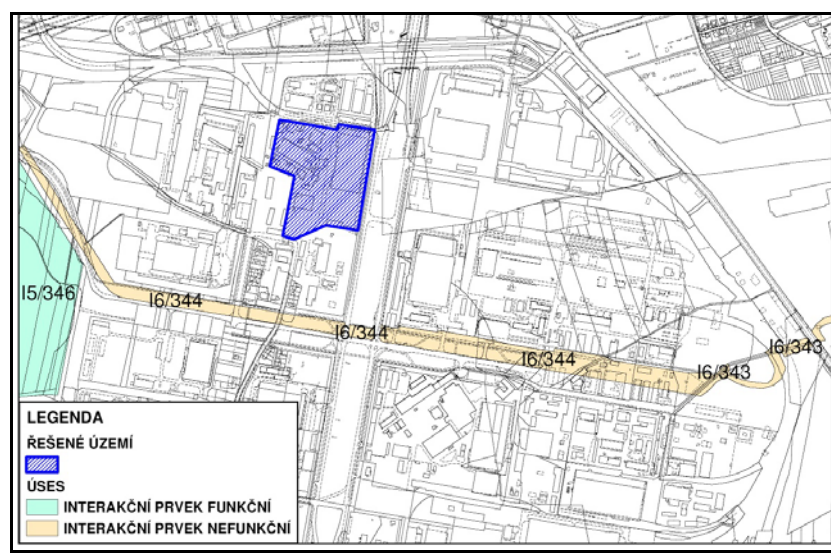 I5/346
I6/344
I6/344
I6/344
I6/343
I6/343
LEGENDA
ŘEŠENÉ ÚZEMÍ
ÚSES
INTERAKČNÍ PRVEK FUNKČNÍ
INTERAKČNÍ PRVEK NEFUNKČNÍ